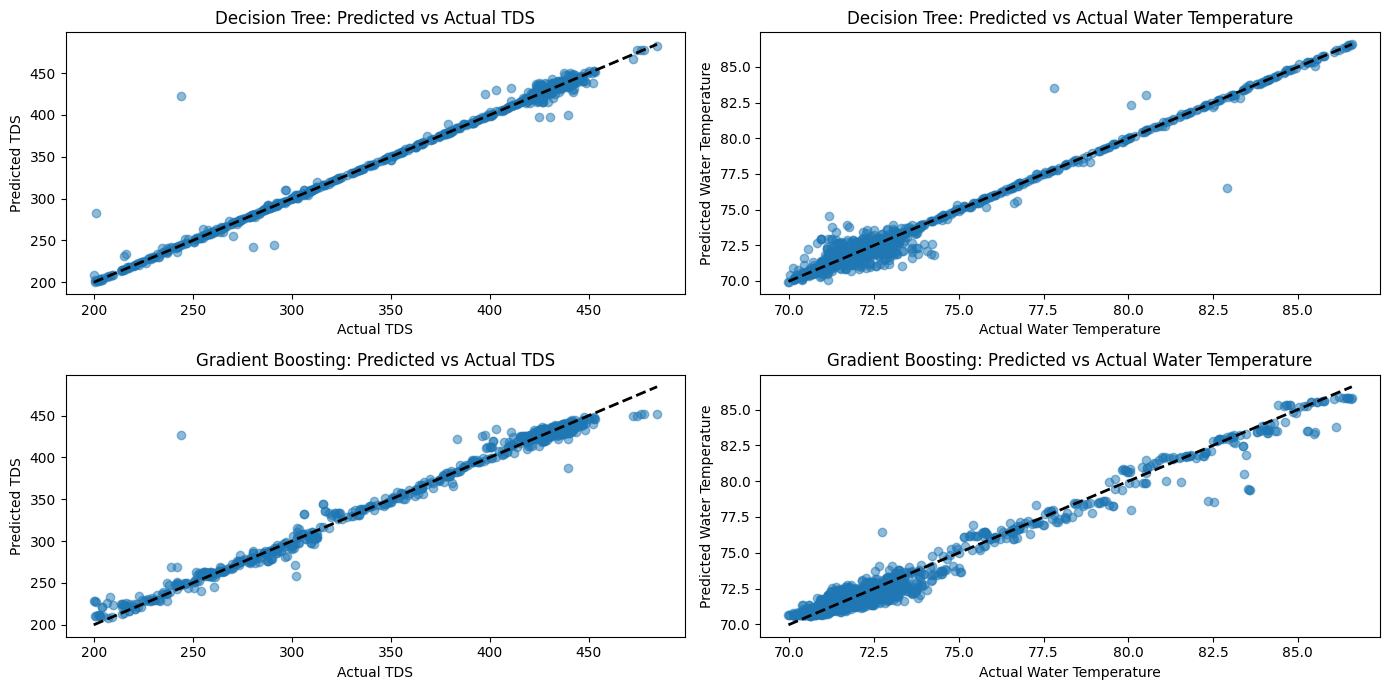 Decision Tree: Predicted vs Actual TDS
Predicted TDS
450
400
350
300
250
200
200 250 300 350 400 450
Actual TDS
Decision Tree: Predicted vs Actual Water Temperature
Predicted Water Temperature
85.0
82.5
80.0
77.5
75.0
72.5
70.0
70.0 72.5 75.0 77.5 80.0 82.5 85.0
Actual Water Temperature
Gradient Boosting: Predicted vs Actual TDS
Predicted TDS
450
400
350
300
250
200
200 250 300 350 400 450
Actual TDS
Gradient Boosting: Predicted vs Actual Water Temperature
Predicted Water Temperature
85.0
82.5
80.0
77.5
75.0
72.5
70.0
70.0 72.5 75.0 77.5 80.0 82.5 85.0
Actual Water Temperature